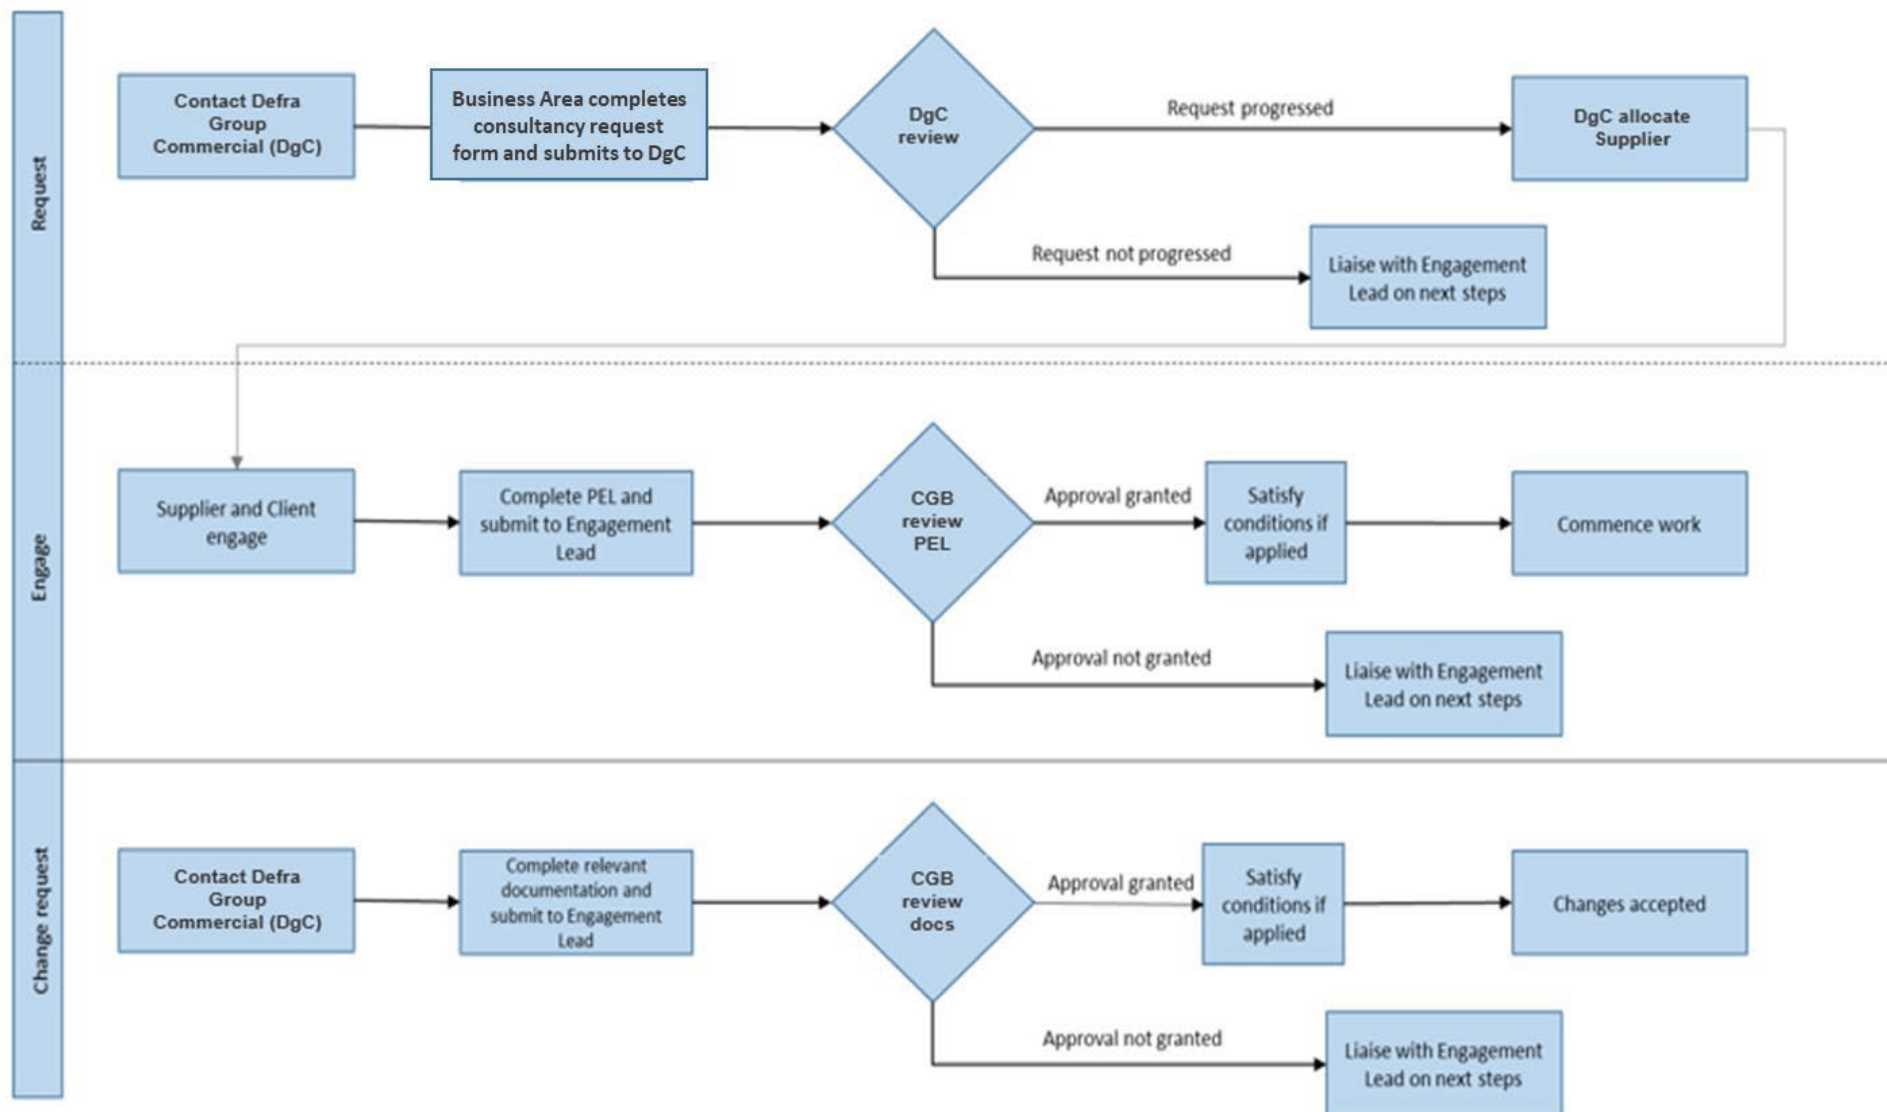 Request
Contact Defra
Group
Commercial (DgC)
Business Area completes
consultancy request
form and submits to DgC
DgC
review
Request progressed
DgC allocate
Supplier
Request not progressed
Liaise with Engagement
Lead on next steps
Engage
Supplier and Client
engage
Complete PEL and
submit to Engagement
Lead
CGB
review
PEL
Approval granted
Satisfy
conditions if
applied
Commence work
Approval not granted
Liaise with Engagement
Lead on next steps
Change request
Contact Defra
Group
Commercial (DgC)
Complete relevant
documentation and
submit to Engagement
Lead
CGB
review
docs
Approval granted
Satisfy
conditions if
applied
Changes accepted
Approval not granted
Liaise with Engagement
Lead on next steps